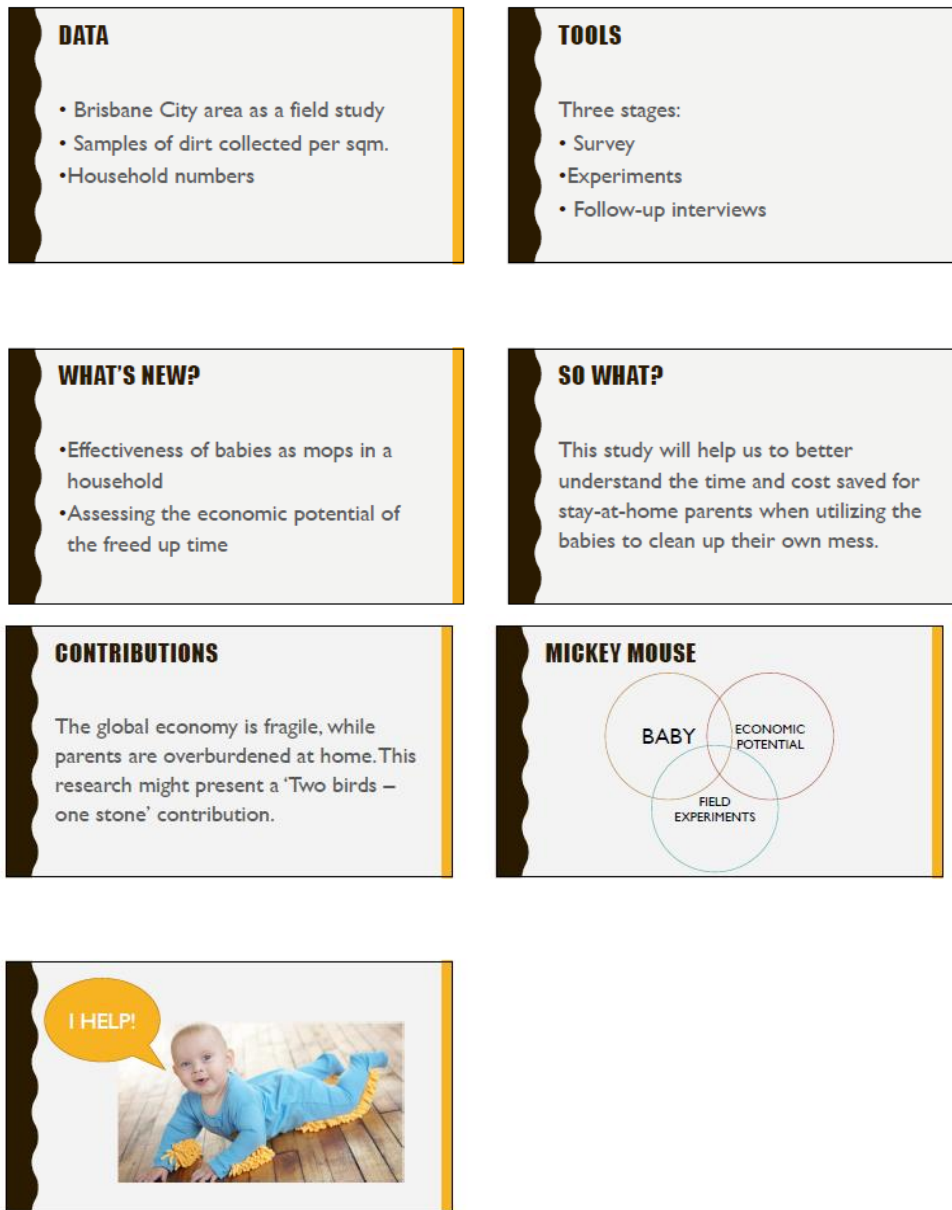 DATA
• Brisbane City area as a field study
• Samples of dirt collected per sqm.
•Household numbers
TOOLS
Three stages:
• Survey
•Experiments
• Follow-up interviews
WHAT'S NEW?
•Effectiveness of babies as mops in a
household
•Assessing the economic potential of
the freed up time
SO WHAT?
This study will help us to better
understand the time and cost saved for
stay-at-home parents when utilizing the
babies to clean up their own mess.
CONTRIBUTIONS
The global economy is fragile, while
parents are overburdened at home. This
research might present a ‘Two birds –
one stone’ contribution.
MICKEY MOUSE
BABY
ECONOMIC
POTENTIAL
FIELD
EXPERIMENTS
I HELP!